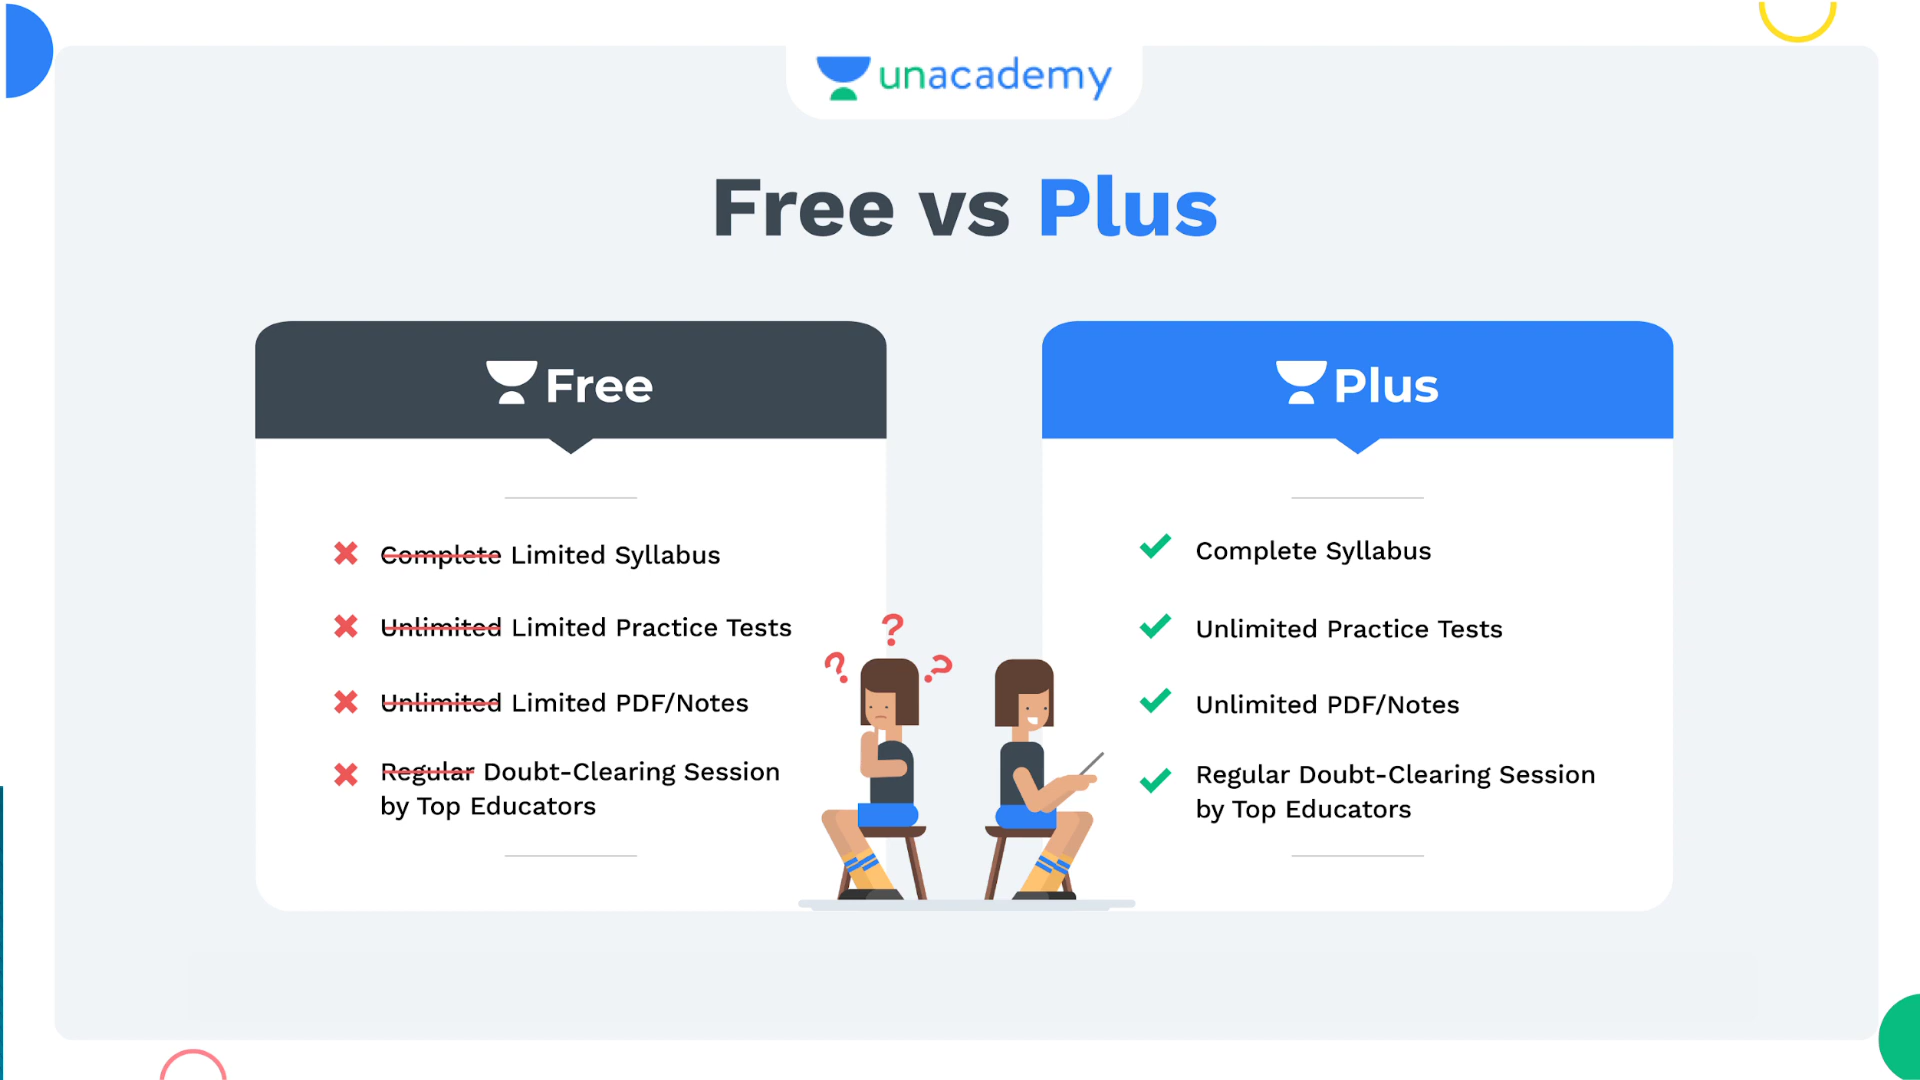 unacademy
Free vs Plus
Free
Complete Limited Syllabus
Unlimited Limited Practice Tests
Unlimited Limited PDF/Notes
Regular Doubt-Clearing Session
by Top Educators
Plus
Complete Syllabus
Unlimited Practice Tests
Unlimited PDF/Notes
Regular Doubt-Clearing Session
by Top Educators
? ? ?